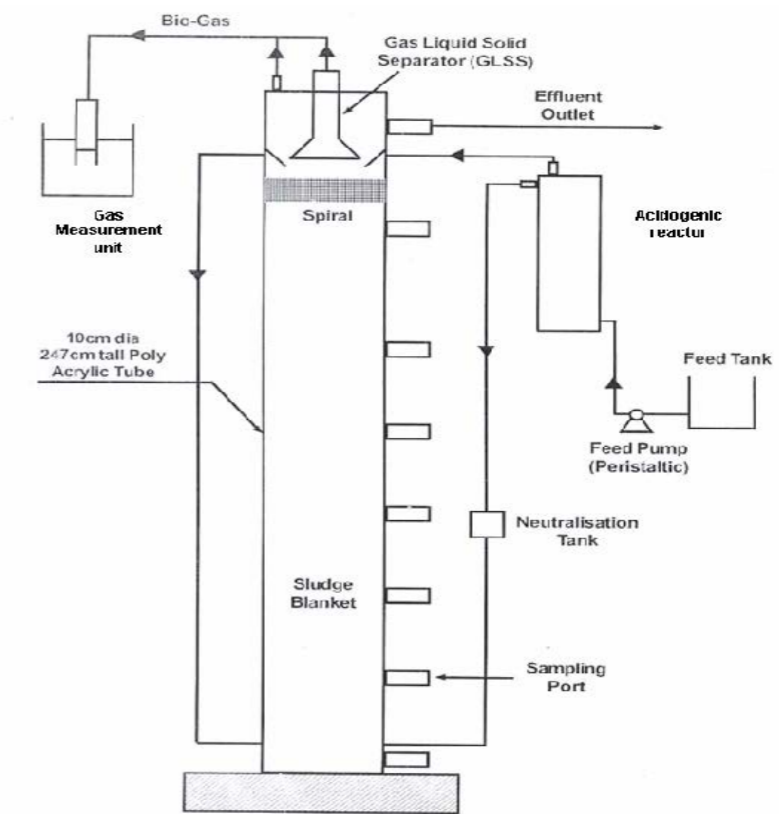 Bio-Gas
Gas Liquid Solid
Separator (GLSS)
Effluent
Outlet
Gas
Measurement
unit
Spiral
Acidogenic
reactor
10cm dia
247cm tall Poly
Acrylic Tube
Feed Tank
Feed Pump
(Peristaltic)
Neutralisation
Tank
Sludge
Blanket
Sampling
Port